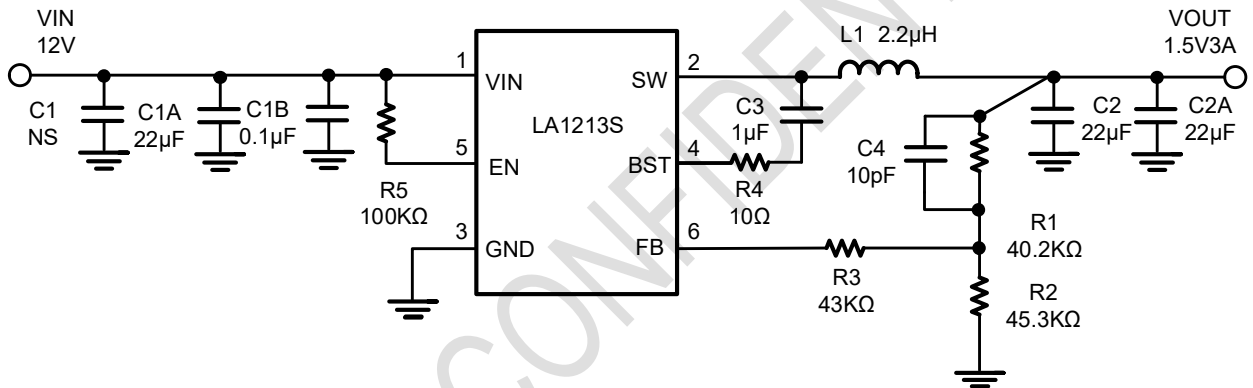 VIN
12V
C1
NS
C1A
22µF
C1B
0.1µF
R5
100KΩ
1
VIN
5
EN
3
GND
LA1213S
SW
2
BST
4
FB
6
L1 2.2µH
C3
1µF
R4
10Ω
C4
10pF
R3
43KΩ
R1
40.2KΩ
R2
45.3KΩ
C2
22µF
C2A
22µF
VOUT
1.5V3A
CONFIDEN